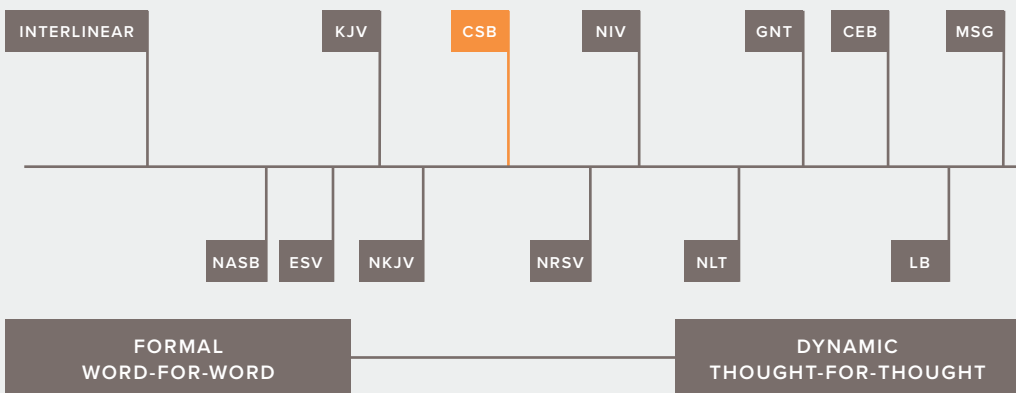 INTERLINEAR KJV CSB NIV GNT CEB MSG
NASB ESV NKJV NRSV NLT LB
FORMAL
WORD-FOR-WORD
DYNAMIC
THOUGHT-FOR-THOUGHT